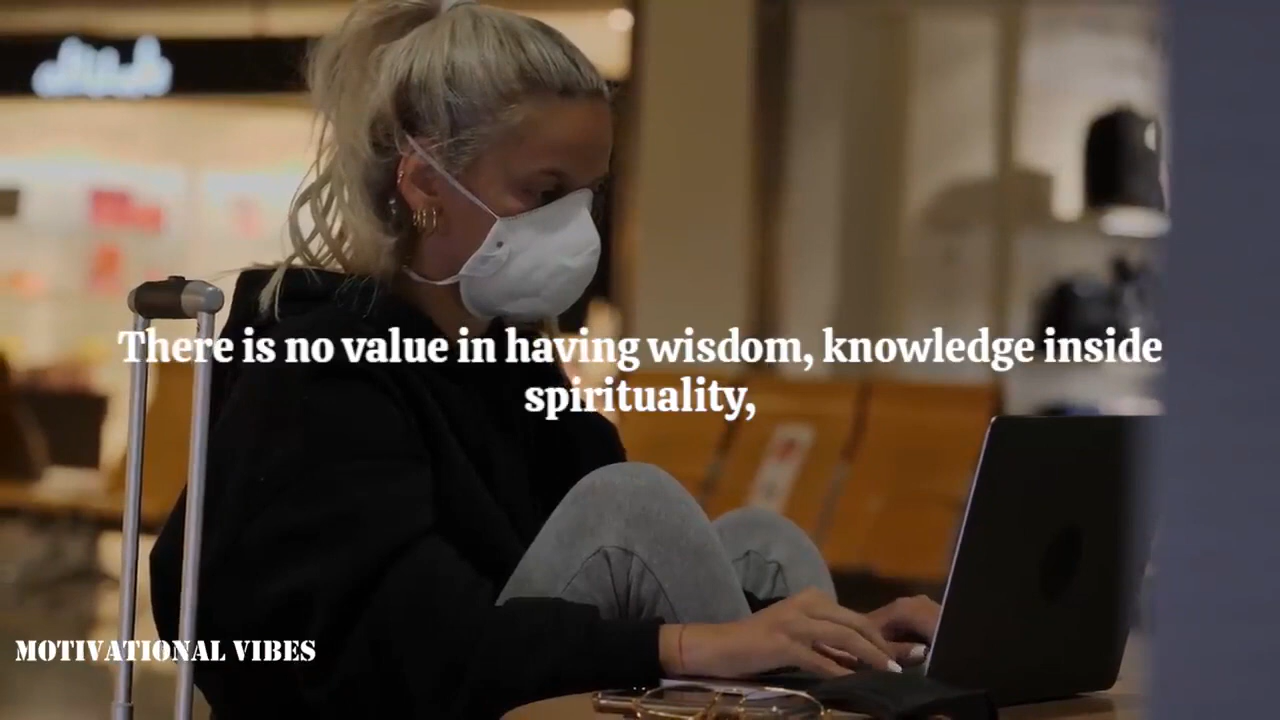 There is no value in having wisdom, knowledge inside
spirituality,
MOTIVATIONAL VIBES